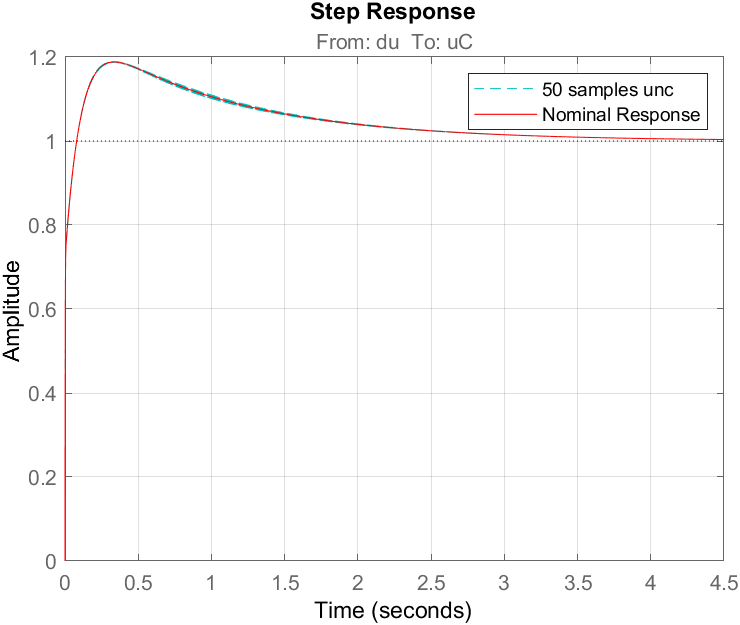 Step Response
From: du  To: uC
50 samples unc
Nominal Response
Amplitude
1.2
1
0.8
0.6
0.4
0.2
0
0 0.5 1 1.5 2 2.5 3 3.5 4 4.5
Time (seconds)